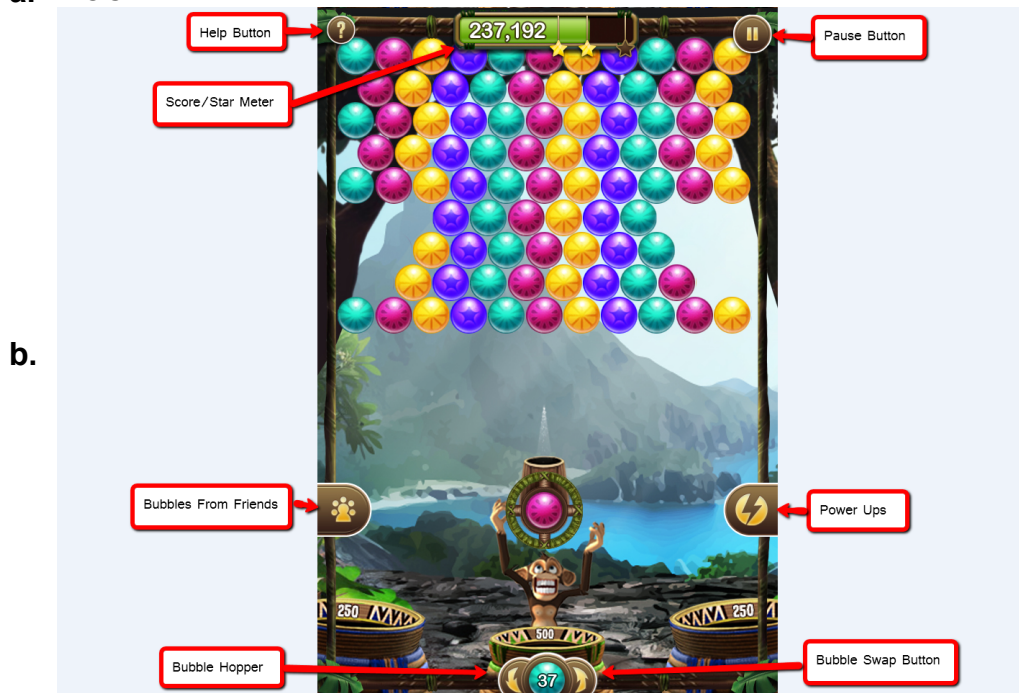 Help Button
?
237,192
Pause Button
Score/Star Meter
b.
Bubbles From Friends
Power Ups
250
500
250
Bubble Hopper
37
Bubble Swap Button